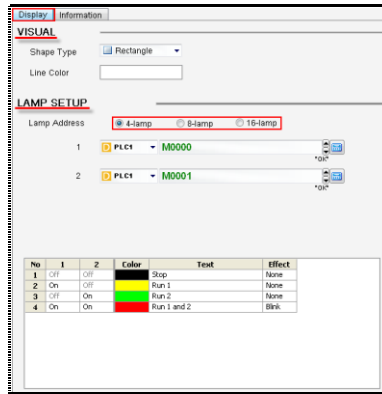 Display Information
VISUAL
Shape Type Rectangle
Line Color
LAMP SETUP
Lamp Address 4-lamp 8-lamp 16-lamp
1 PLC1 M0000
*OK*
2 PLC1 M0001
*OK*
No 1 2 Color Text Effect
1 Off Off Stop None
2 On Off Run 1 None
3 Off On Run 2 None
4 On On Run 1 and 2 Blink